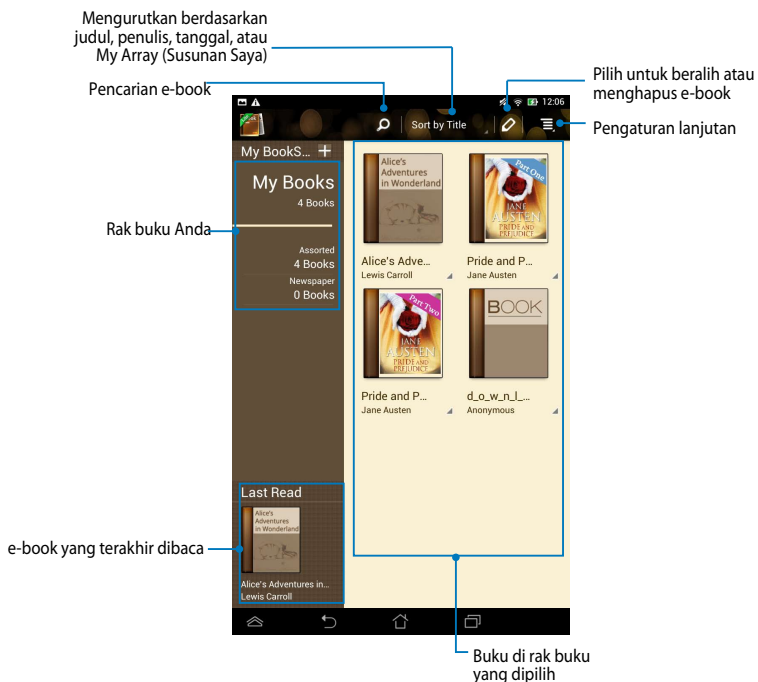 Mengurutkan berdasarkan
judul, penulis, tanggal, atau
My Array (Susunan Saya)
Pencarian e-book
Pilih untuk beralih atau
menghapus e-book
Pengaturan lanjutan
12:06
Sort by Title
My BookS...
My Books
4 Books
Assorted
4 Books
Newspaper
0 Books
Rak buku Anda
Alice's
Adventures
in Wonderland
Alice's Adve...
Lewis Carroll
Part One
JANE
AUSTEN
PRIDE AND
PREJUDICE
Pride and P...
Jane Austen
Part Two
JANE
AUSTEN
PRIDE AND
PREJUDICE
Pride and P...
Jane Austen
BOOK
d_o_w_n_l_...
Anonymous
Last Read
Alice's
Adventures
in Wonderland
Alice's Adventures in...
Lewis Carroll
e-book yang terakhir dibaca
Buku di rak buku
yang dipilih